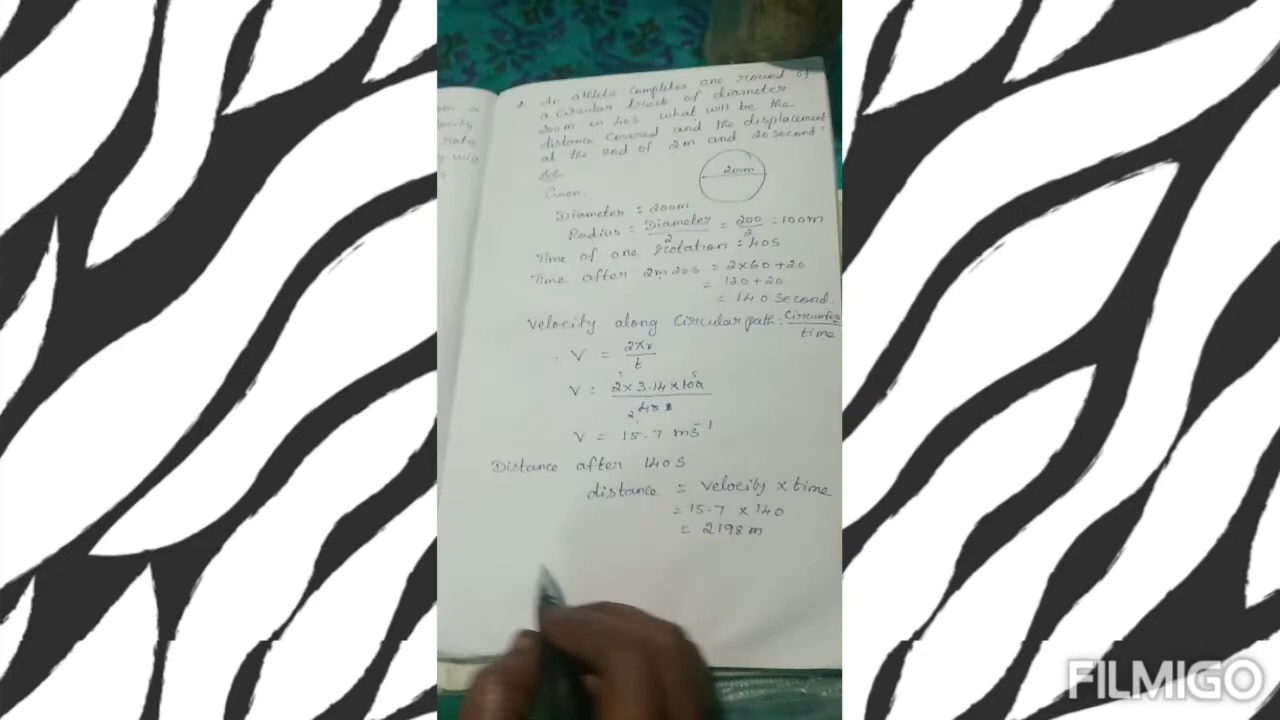 2. An athlete completes one round of
a circular track of diameter
200m in 40s what will be the
distance covered and the displacement
at the end of 2m and 20 second?
Sol:
Given.
200m
Diameter = 200m
Radius = Diameter/2 = 200/2 = 100m
Time of one rotation = 40s
Time after 2m 20s = 2×60+20
= 120+20
= 140 second.
Velocity along circular path =
time
V = 2πr/t
V = 2×3.14×100/40
V = 15.7 ms⁻¹
Distance after 140s
distance = velocity × time
= 15.7 × 140
= 2198 m
FILMIGO